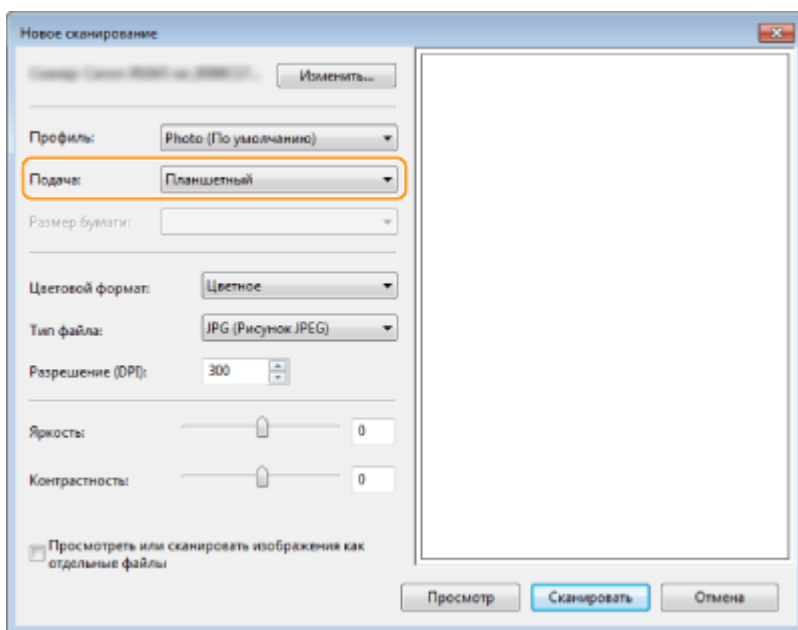 Новое сканирование
Изменить...
Профиль: Photo (По умолчанию)
Подача: Планшетный
Размер бумаги:
Цветовой формат: Цветное
Тип файла: JPG (Рисунок JPEG)
Разрешение (DPI): 300
Яркость: 0
Контрастность: 0
Просмотреть или сканировать изображения как
отдельные файлы
Просмотр Сканировать Отмена